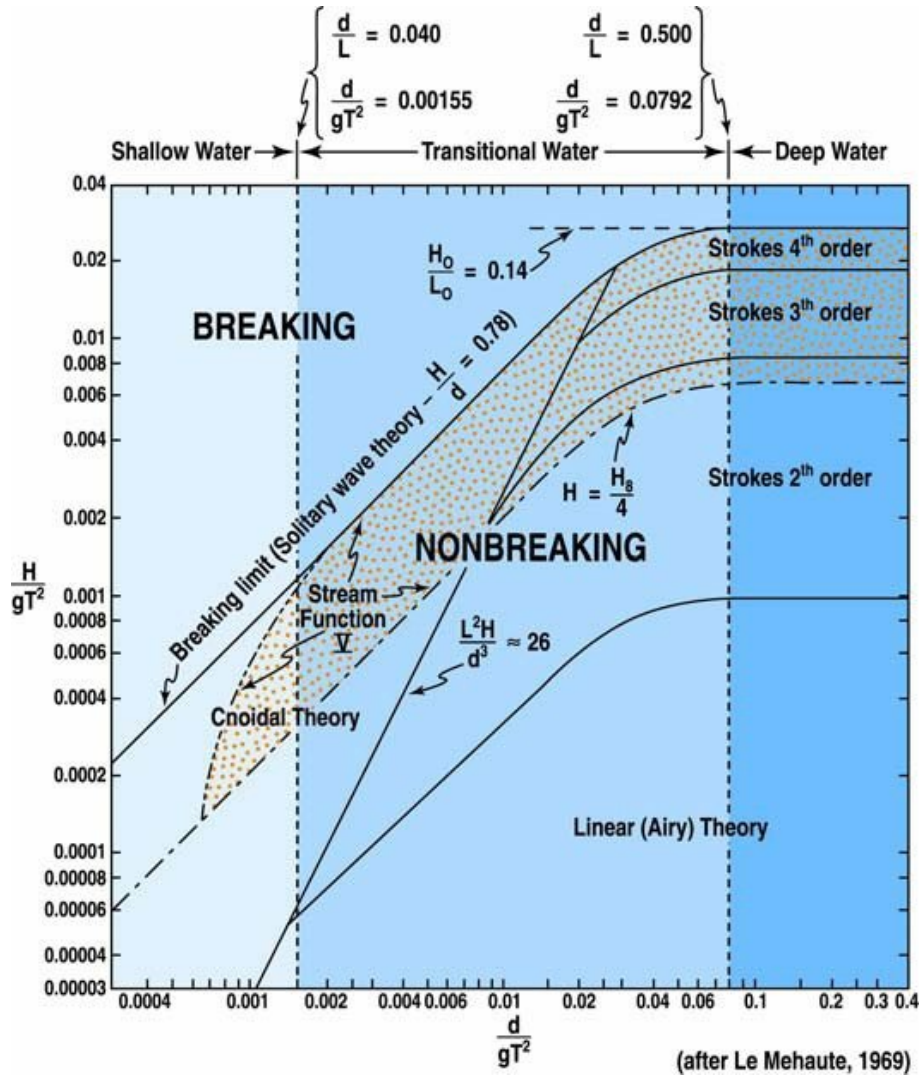 d/L = 0.040
d/L = 0.500
d/gT² = 0.00155
d/gT² = 0.0792
Shallow Water
Transitional Water
Deep Water
0.04
0.02
0.01
0.008
0.006
0.004
0.002
0.001
0.0008
0.0006
0.0004
0.0002
0.0001
0.00008
0.00006
0.00004
0.00003
H/gT²
BREAKING
Breaking limit (Solitary wave theory - H/d = 0.78)
H₀/L₀ = 0.14
Strokes 4th order
Strokes 3th order
H = H₈/4
Strokes 2th order
NONBREAKING
Stream
Function
V
L²H/d³ ≈ 26
Cnoidal Theory
Linear (Airy) Theory
0.0004
0.001
0.002
0.004
0.006
0.01
0.02
0.04
0.06
0.1
0.2
0.3
0.4
d/gT²
(after Le Mehaute, 1969)